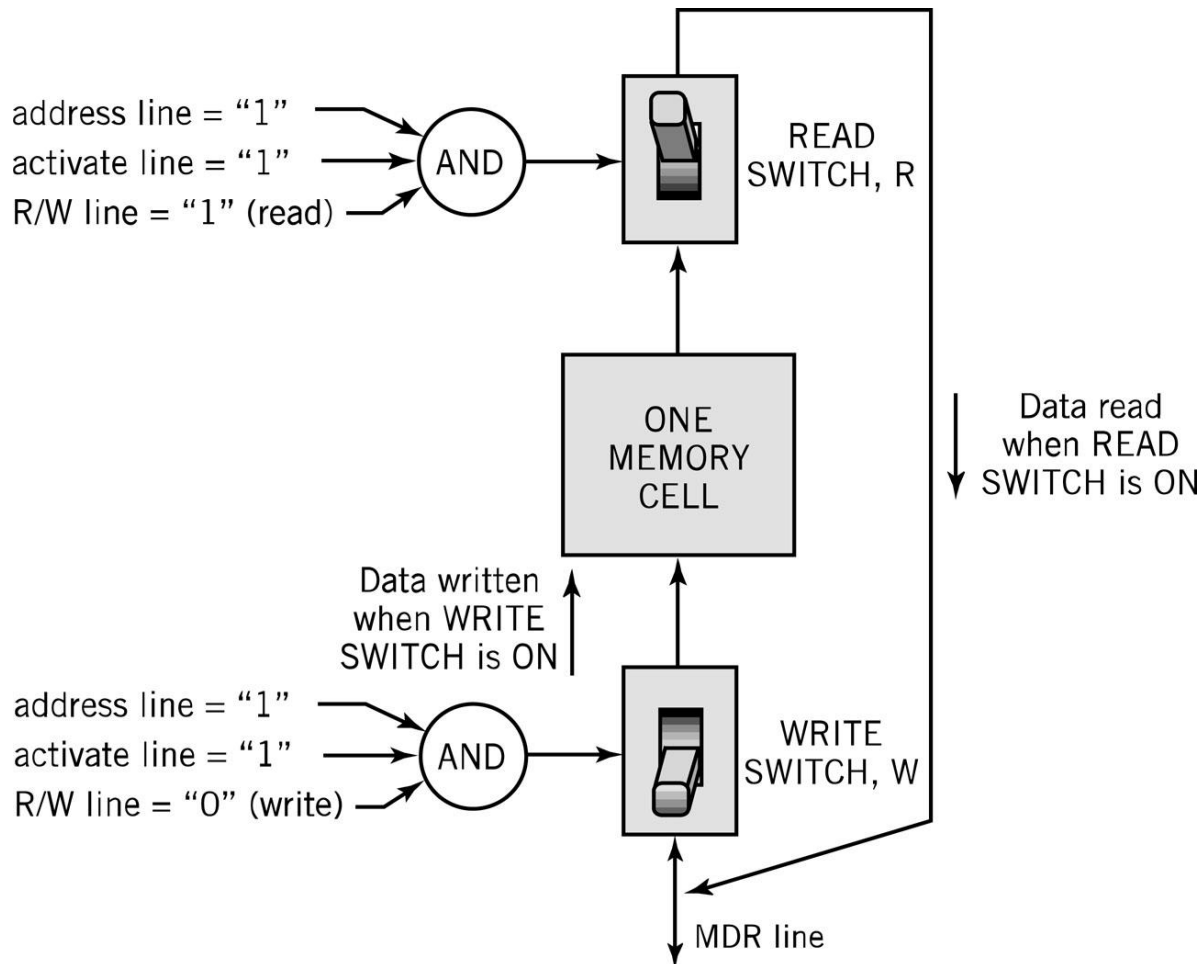 address line = “1”
activate line = “1”
R/W line = “1” (read)
AND
READ
SWITCH, R
ONE
MEMORY
CELL
Data read
when READ
SWITCH is ON
Data written
when WRITE
SWITCH is ON
address line = “1”
activate line = “1”
R/W line = “0” (write)
AND
WRITE
SWITCH, W
MDR line